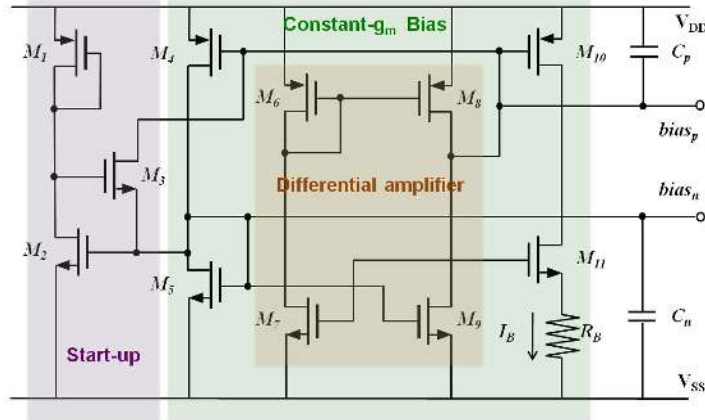 Constant-gm Bias
VDD
M1
M4
M10
Cp
M6
M8
biasp
M3
Differential amplifier
biasn
M2
M5
M11
M7
M9
IB
RB
Cn
Start-up
VSS